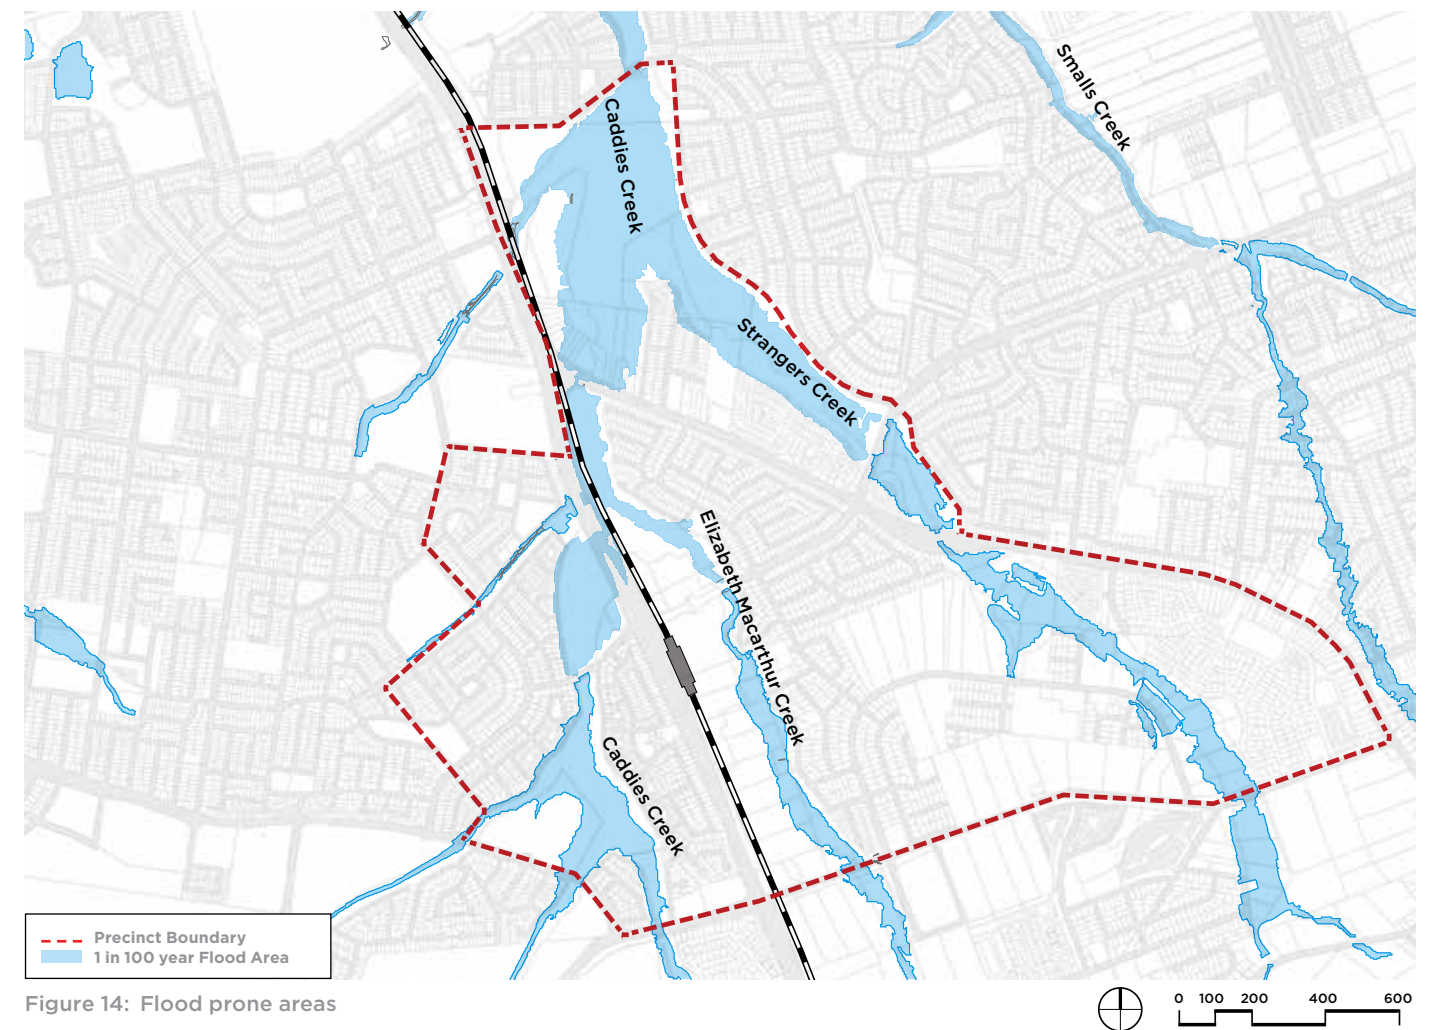 Smalls Creek
Caddies Creek
Strangers Creek
Elizabeth Macarthur Creek
Caddies Creek
Precinct Boundary
1 in 100 year Flood Area
Figure 14: Flood prone areas
0 100 200 400 600